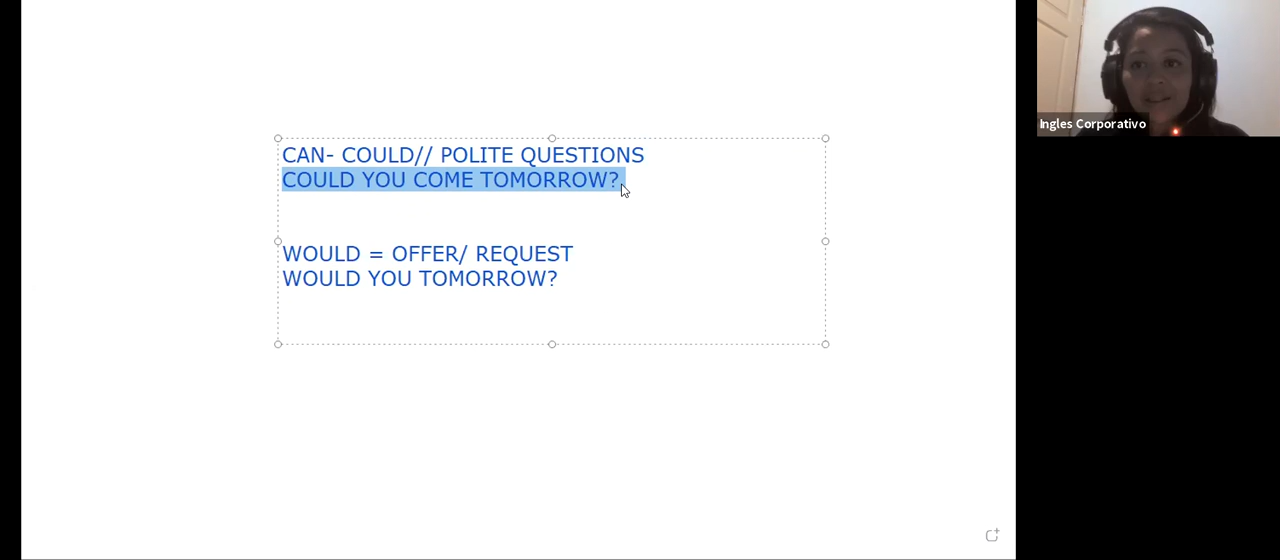 CAN- COULD// POLITE QUESTIONS
COULD YOU COME TOMORROW?
WOULD = OFFER/ REQUEST
WOULD YOU TOMORROW?
Ingles Corporativo